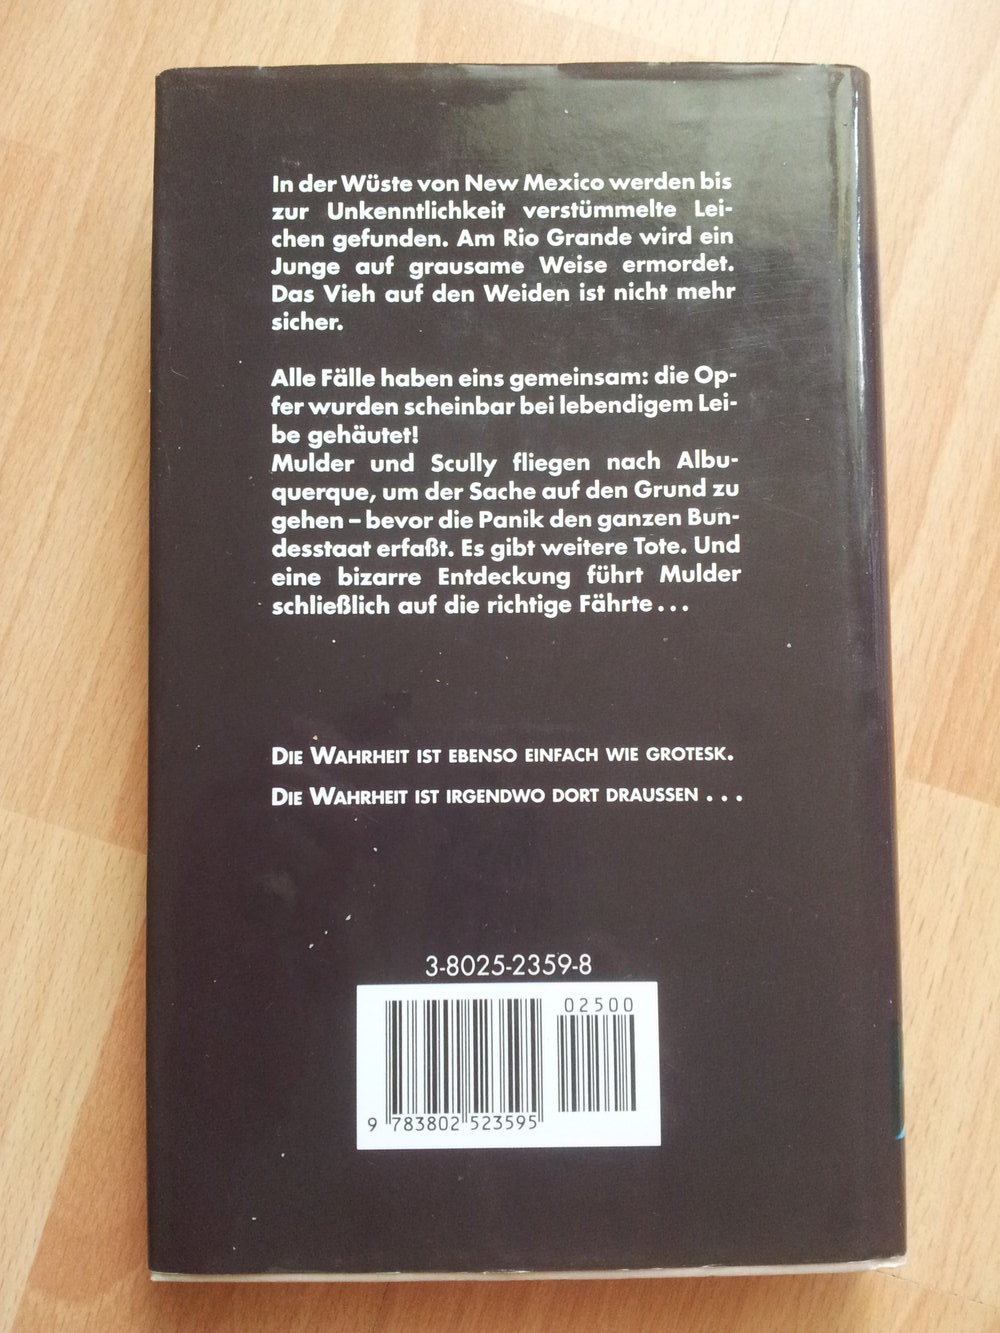 In der Wüste von New Mexico werden bis
zur Unkenntlichkeit verstümmelte Lei-
chen gefunden. Am Rio Grande wird ein
Junge auf grausame Weise ermordet.
Das Vieh auf den Weiden ist nicht mehr
sicher.
Alle Fälle haben eins gemeinsam: die Op-
fer wurden scheinbar bei lebendigem Lei-
be gehäutet!
Mulder und Scully fliegen nach Albu-
querque, um der Sache auf den Grund zu
gehen – bevor die Panik den ganzen Bun-
desstaat erfaßt. Es gibt weitere Tote. Und
eine bizarre Entdeckung führt Mulder
schließlich auf die richtige Fährte . . .
DIE WAHRHEIT IST EBENSO EINFACH WIE GROTESK.
DIE WAHRHEIT IST IRGENDWO DORT DRAUSSEN . . .
3-8025-2359-8
02500
9 783802 523595